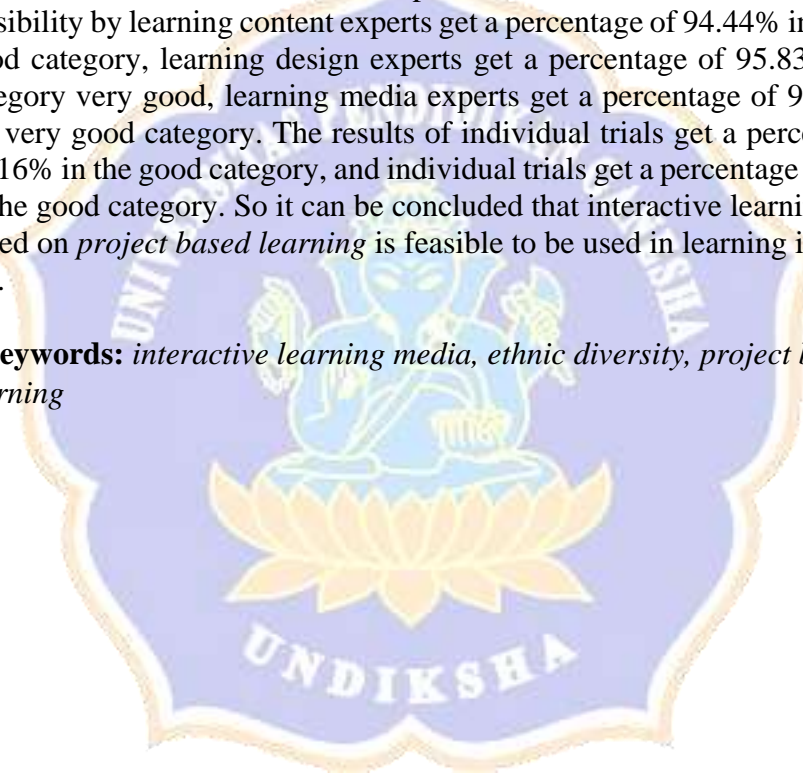 sibility by learning content experts get a percentage of 94.44% in
od category, learning design experts get a percentage of 95.83
egory very good, learning media experts get a percentage of 9
very good category. The results of individual trials get a perc
16% in the good category, and individual trials get a percentage
he good category. So it can be concluded that interactive learni
ed on project based learning is feasible to be used in learning i
.
eywords: interactive learning media, ethnic diversity, project b
rning
UNIVERSITAS PENDIDIKAN GANESHA
UNDIKSHA